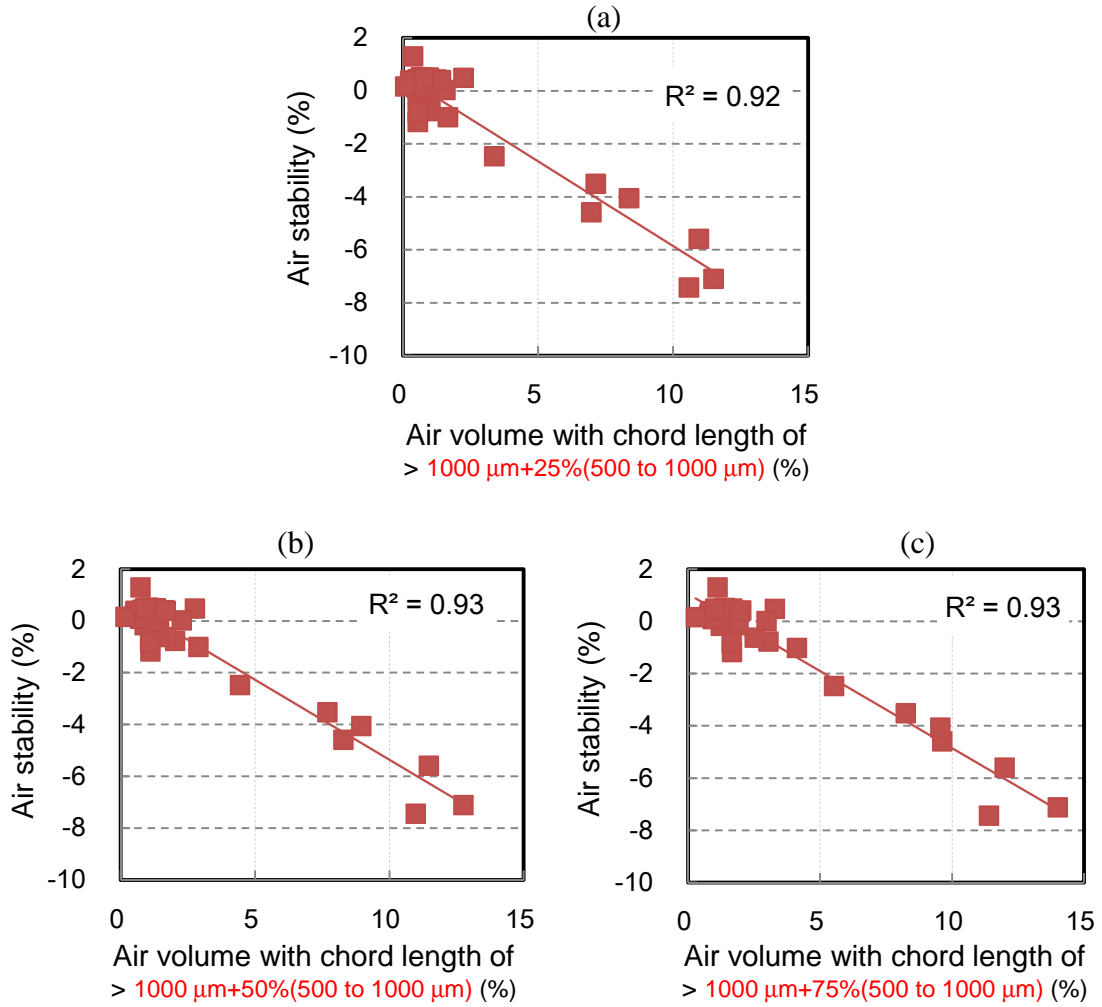 (a)
2
0
-2
-4
-6
-8
-10
Air stability (%)
R² = 0.92
0 5 10 15
Air volume with chord length of
> 1000 μm+25%(500 to 1000 μm) (%)
(b)
2
0
-2
-4
-6
-8
-10
Air stability (%)
R² = 0.93
0 5 10 15
Air volume with chord length of
> 1000 μm+50%(500 to 1000 μm) (%)
(c)
2
0
-2
-4
-6
-8
-10
Air stability (%)
R² = 0.93
0 5 10 15
Air volume with chord length of
> 1000 μm+75%(500 to 1000 μm) (%)